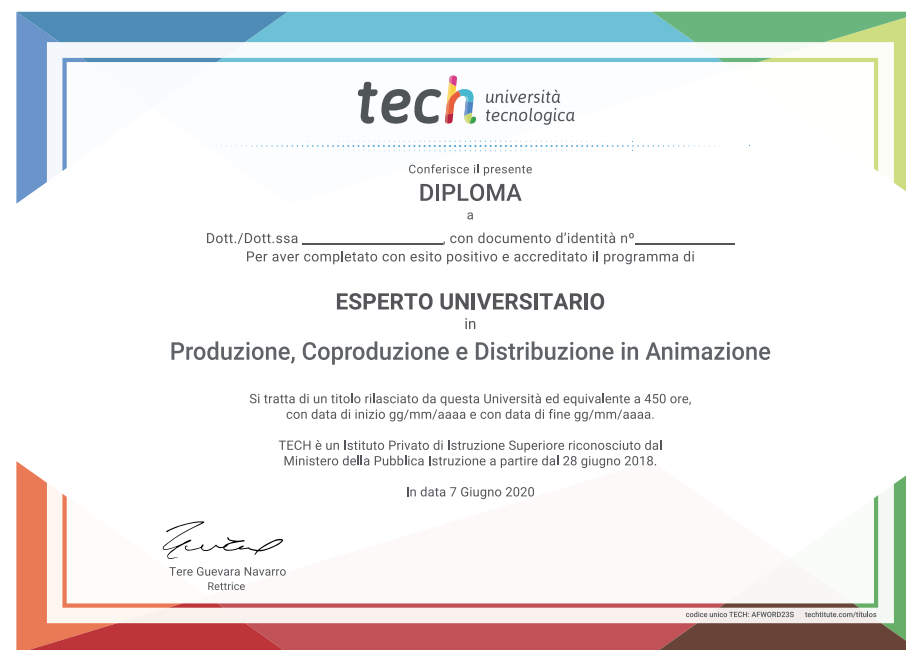 tech università
tecnologica
Conferisce il presente
DIPLOMA
a
Dott./Dott.ssa ____________________, con documento d'identità nº______________
Per aver completato con esito positivo e accreditato il programma di
ESPERTO UNIVERSITARIO
in
Produzione, Coproduzione e Distribuzione in Animazione
Si tratta di un titolo rilasciato da questa Università ed equivalente a 450 ore,
con data di inizio gg/mm/aaaa e con data di fine gg/mm/aaaa.
TECH è un Istituto Privato di Istruzione Superiore riconosciuto dal
Ministero della Pubblica Istruzione a partire dal 28 giugno 2018.
In data 7 Giugno 2020
Tere Guevara Navarro
Rettrice
codice unico TECH: AFWORD23S techtitute.com/titulos